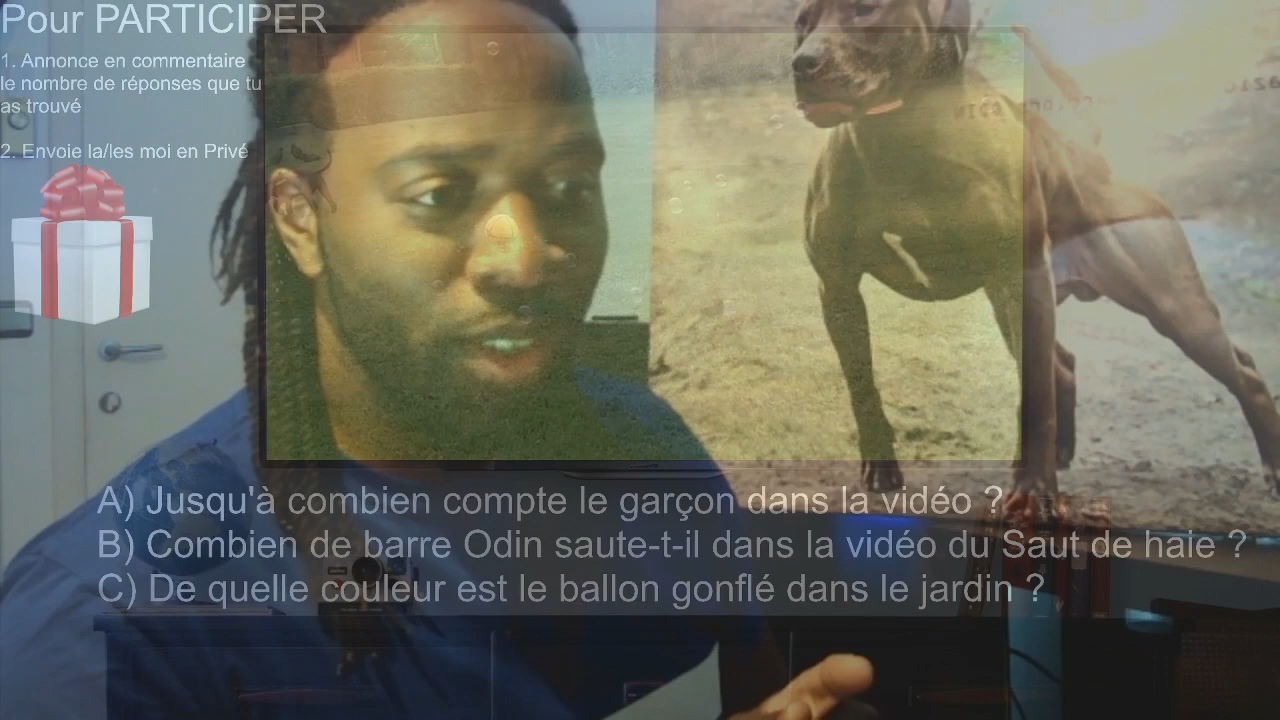 Pour PARTICIPER
1. Annonce en commentaire
le nombre de réponses que tu
as trouvé
2. Envoie la/les moi en Privé
A) Jusqu'à combien compte le garçon dans la vidéo ?
B) Combien de barre Odin saute-t-il dans la vidéo du Saut de haie ?
C) De quelle couleur est le ballon gonflé dans le jardin ?